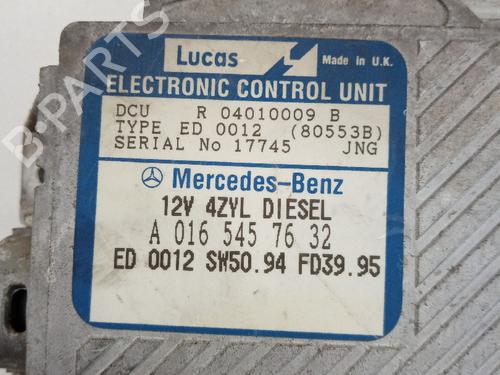 Lucas
Made in U.K.
ELECTRONIC CONTROL UNIT
DCU R 04010009 B
TYPE ED 0012 (80553B)
SERIAL No 17745 JNG
Mercedes-Benz
12V 4ZYL DIESEL
A 016 545 76 32
ED 0012 SW50.94 FD39.95
B-PARTS